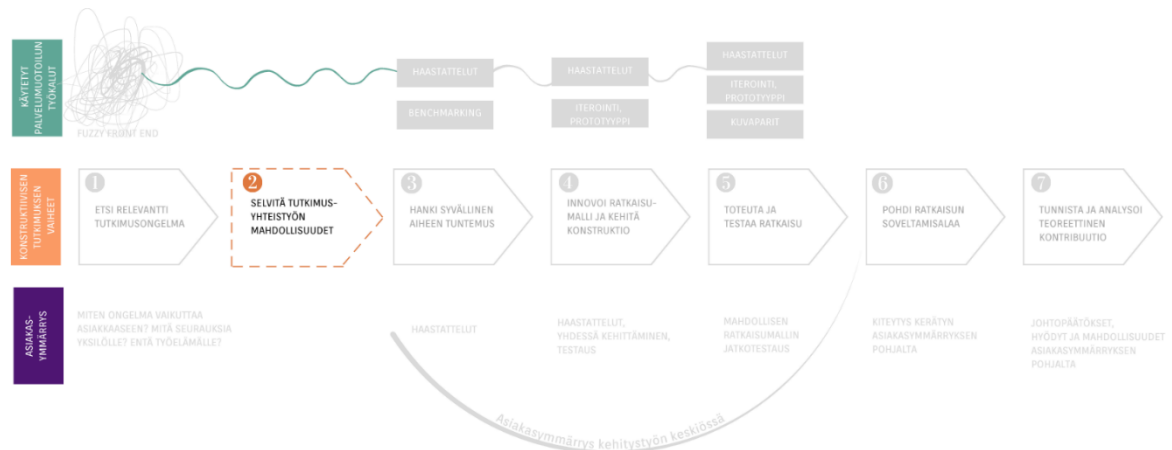 KÄYTETYT
PALVELUMUOTOILUN
TYÖKALUT
FUZZY FRONT END
HAASTATTELUT
BENCHMARKING
HAASTATTELUT
ITEROINTI,
PROTOTYYPPI
HAASTATTELUT
ITEROINTI,
PROTOTYYPPI
KUVAPARIT
KONSTRUKTIIVISEN
TUTKIMUKSEN
VAIHEET
1
ETSI RELEVANTTI
TUTKIMUSONGELMA
2
SELVITÄ TUTKIMUS-
YHTEISTYÖN
MAHDOLLISUUDET
3
HANKI SYVÄLLINEN
AIHEEN TUNTEMUS
4
INNOVOI RATKAISU-
MALLI JA KEHITÄ
KONSTRUKTIO
5
TOTEUTA JA
TESTAA RATKAISU
6
POHDI RATKAISUN
SOVELTAMISALAA
7
TUNNISTA JA ANALYSOI
TEOREETTINEN
KONTRIBUUTIO
ASIAKAS-
YMMÄRRYS
MITEN ONGELMA VAIKUTTAA
ASIAKKAASEEN? MITÄ SEURAUKSIA
YKSILÖLLE? ENTÄ TYÖELÄMÄLLE?
HAASTATTELUT
HAASTATTELUT,
YHDESSÄ KEHITTÄMINEN,
TESTAUS
MAHDOLLISEN
RATKAISUMALLIN
JATKOTESTAUS
KITEYTYS KERÄTYN
ASIAKASYMMÄRRYKSEN
POHJALTA
JOHTOPÄÄTÖKSET,
HYÖDYT JA MAHDOLLISUUDET
ASIAKASYMMÄRRYKSEN
POHJALTA
Asiakasymmärrys kehitystyön keskiössä